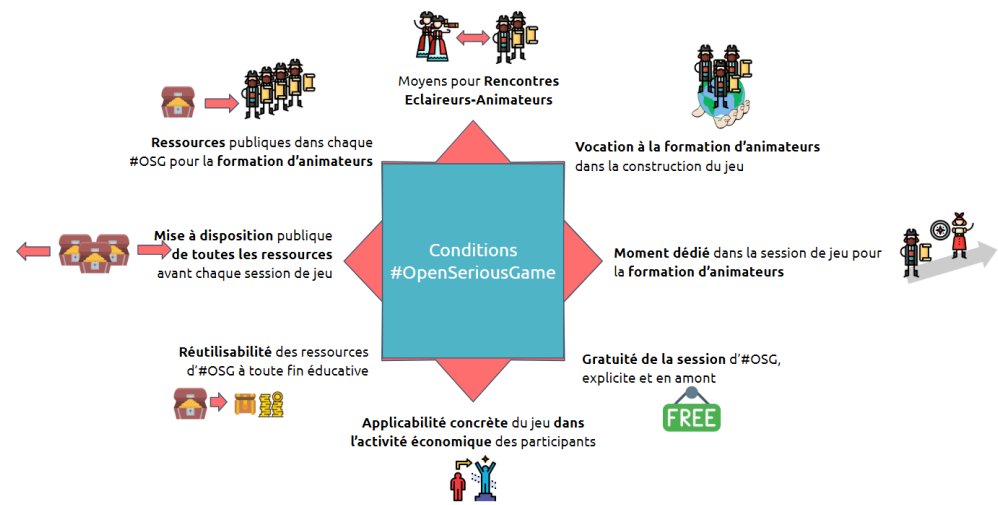 Moyens pour Rencontres
Eclaireurs-Animateurs
Ressources publiques dans chaque
#OSG pour la formation d'animateurs
Vocation à la formation d'animateurs
dans la construction du jeu
Mise à disposition publique
de toutes les ressources
avant chaque session de jeu
Conditions
#OpenSeriousGame
Moment dédié dans la session de jeu pour
la formation d'animateurs
Réutilisabilité des ressources
d'#OSG à toute fin éducative
Gratuité de la session d'#OSG,
explicite et en amont
FREE
Applicabilité concrète du jeu dans
l'activité économique des participants